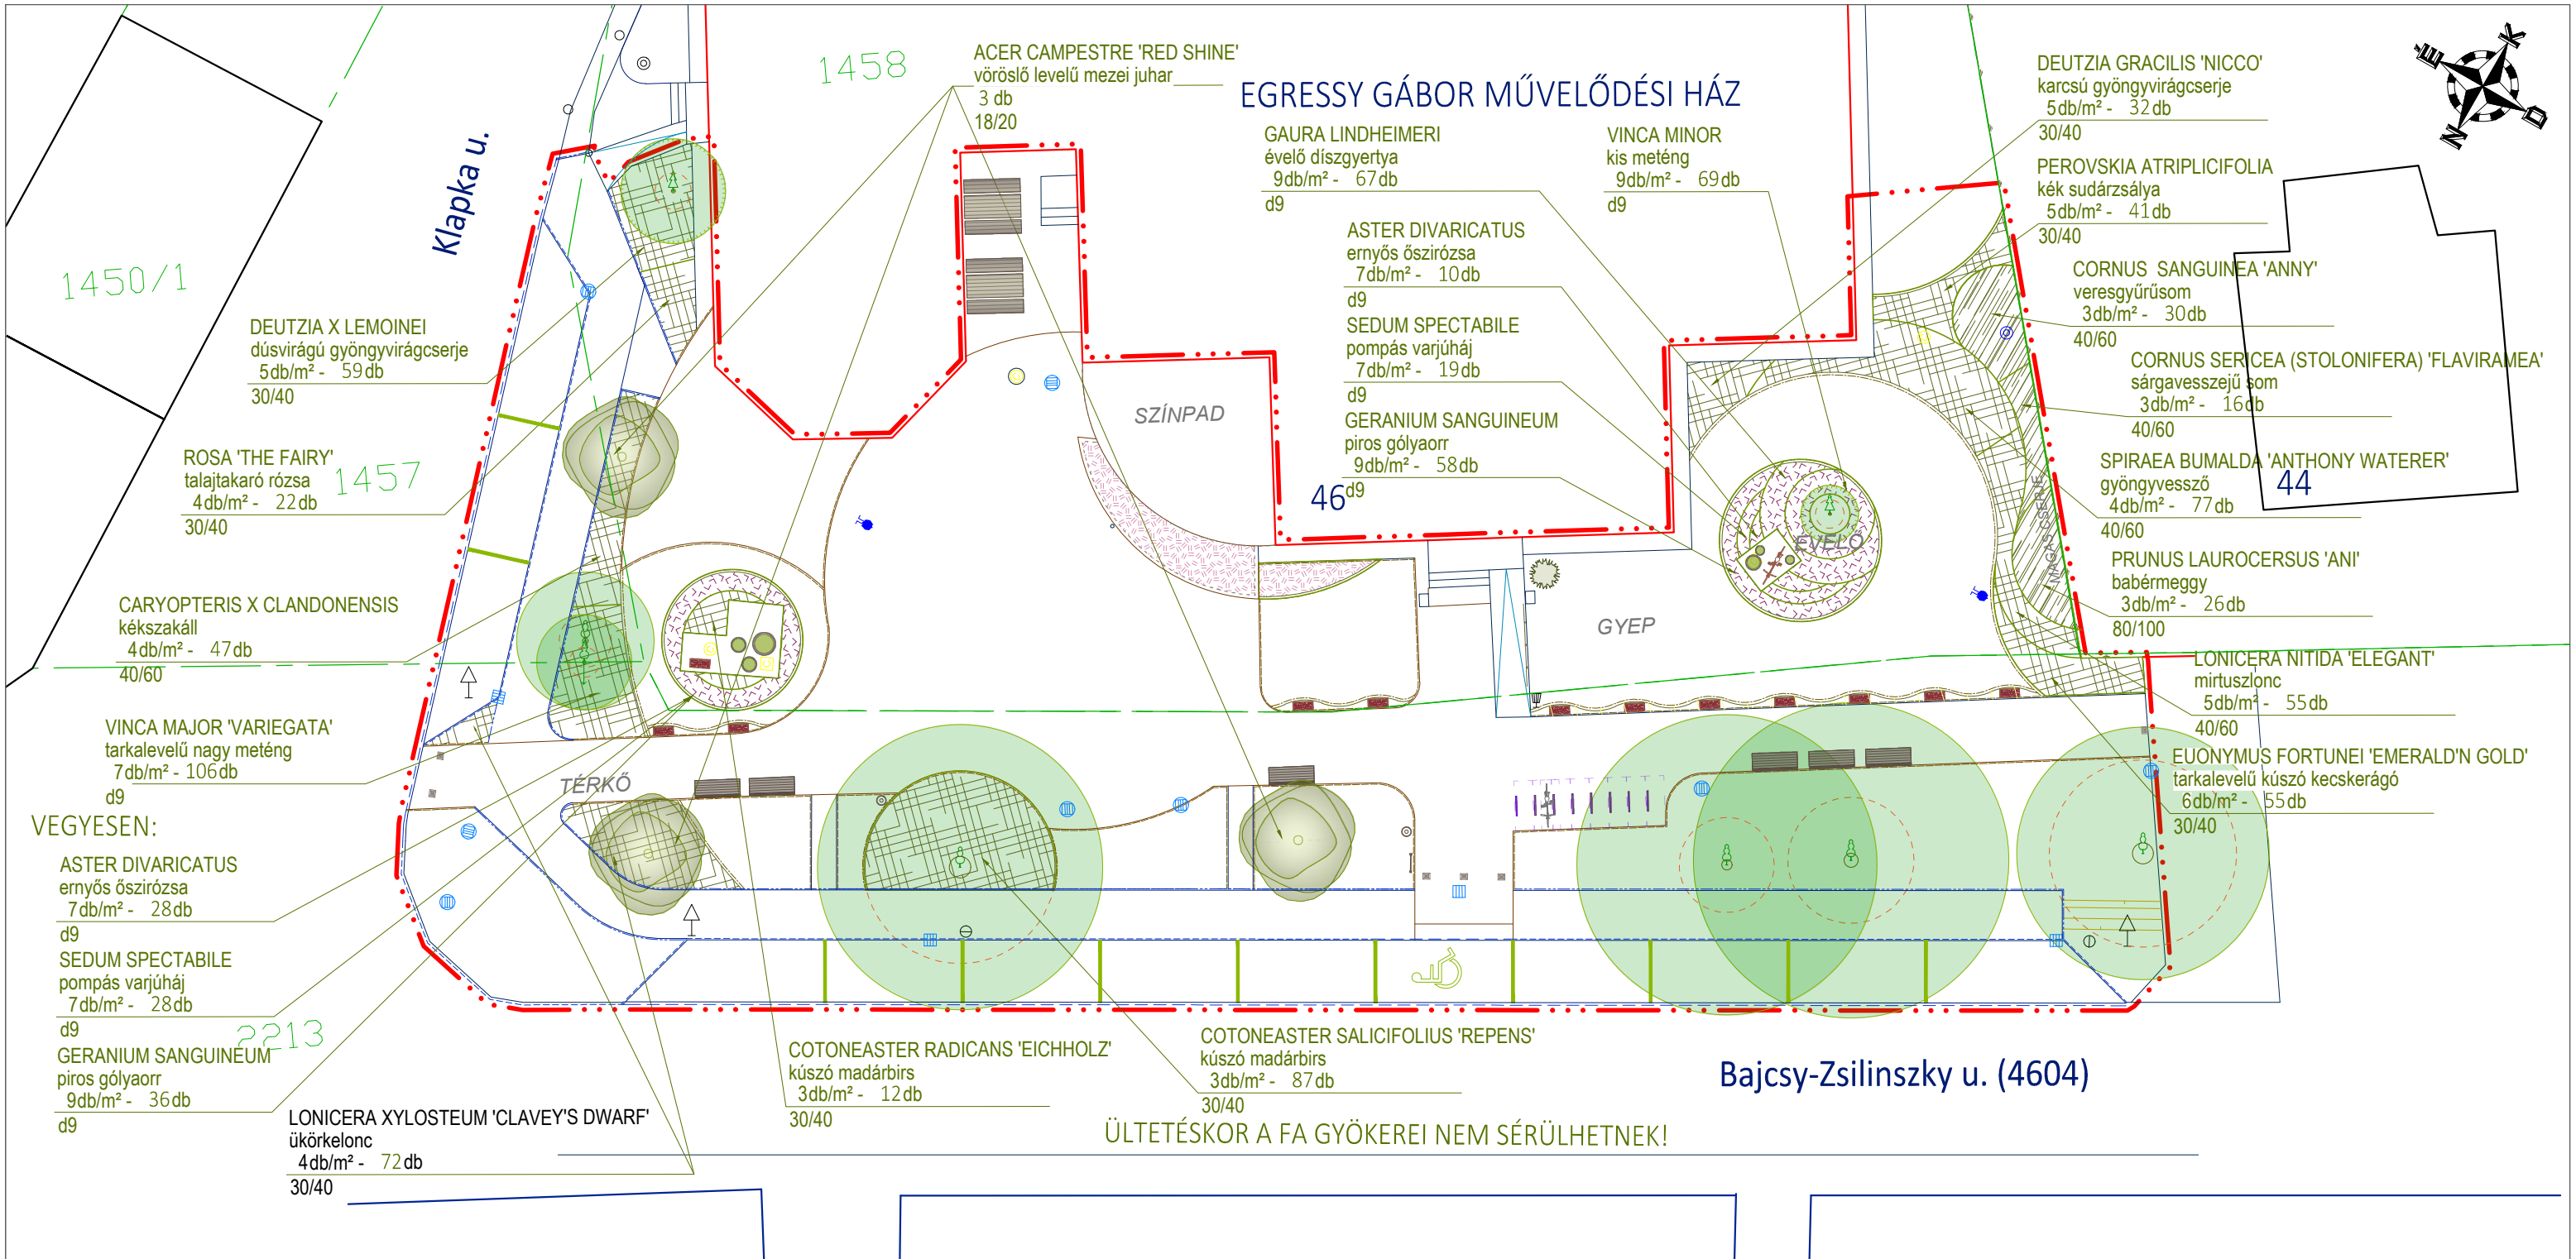 1458
ACER CAMPESTRE 'RED SHINE'
vöröslő levelű mezei juhar
3 db
18/20
EGRESSY GÁBOR MŰVELŐDÉSI HÁZ
GAURA LINDHEIMERI
évelő díszgyertya
9db/m² - 67db
d9
VINCA MINOR
kis meténg
9db/m² - 69db
d9
DEUTZIA GRACILIS 'NICCO'
karcsú gyöngyvirágcserje
5db/m² - 32db
30/40
É
K
D
N
PEROVSKIA ATRIPLICIFOLIA
kék sudárzsálya
5db/m² - 41db
30/40
Klapka u.
1450/1
ASTER DIVARICATUS
ernyős őszirózsa
7db/m² - 10db
d9
CORNUS SANGUINEA 'ANNY'
veresgyűrűsom
3db/m² - 30db
40/60
DEUTZIA X LEMOINEI
dúsvirágú gyöngyvirágcserje
5db/m² - 59db
30/40
SEDUM SPECTABILE
pompás varjúháj
7db/m² - 19db
d9
CORNUS SERICEA (STOLONIFERA) 'FLAVIRAMEA'
sárgavesszejű som
3db/m² - 16db
40/60
SZÍNPAD
GERANIUM SANGUINEUM
piros gólyaorr
9db/m² - 58db
d9
46
ROSA 'THE FAIRY'
talajtakaró rózsa
4db/m² - 22db
30/40
1457
SPIRAEA BUMALDA 'ANTHONY WATERER'
gyöngyvessző
4db/m² - 77db
40/60
44
MAGAS CSERJE
ÉVELŐ
PRUNUS LAUROCERSUS 'ANI'
babérmeggy
3db/m² - 26db
80/100
CARYOPTERIS X CLANDONENSIS
kékszakáll
4db/m² - 47db
40/60
GYEP
LONICERA NITIDA 'ELEGANT'
mirtuszlonc
5db/m² - 55db
40/60
VINCA MAJOR 'VARIEGATA'
tarkalevelű nagy meténg
7db/m² - 106db
d9
TÉRKŐ
EUONYMUS FORTUNEI 'EMERALD'N GOLD'
tarkalevelű kúszó kecskerágó
6db/m² - 55db
30/40
VEGYESEN:
ASTER DIVARICATUS
ernyős őszirózsa
7db/m² - 28db
d9
SEDUM SPECTABILE
pompás varjúháj
7db/m² - 28db
d9
2213
GERANIUM SANGUINEUM
piros gólyaorr
9db/m² - 36db
d9
COTONEASTER RADICANS 'EICHHOLZ'
kúszó madárbirs
3db/m² - 12db
30/40
COTONEASTER SALICIFOLIUS 'REPENS'
kúszó madárbirs
3db/m² - 87db
30/40
Bajcsy-Zsilinszky u. (4604)
LONICERA XYLOSTEUM 'CLAVEY'S DWARF'
ükörkelonc
4db/m² - 72db
30/40
ÜLTETÉSKOR A FA GYÖKEREI NEM SÉRÜLHETNEK!